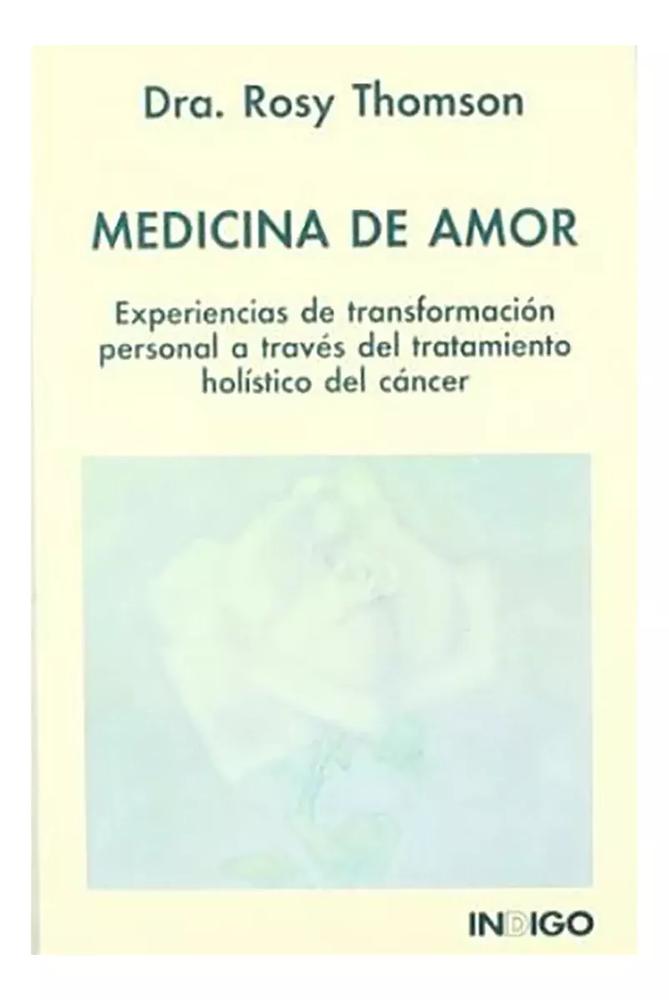 Dra. Rosy Thomson
MEDICINA DE AMOR
Experiencias de transformación
personal a través del tratamiento
holístico del cáncer
INDIGO